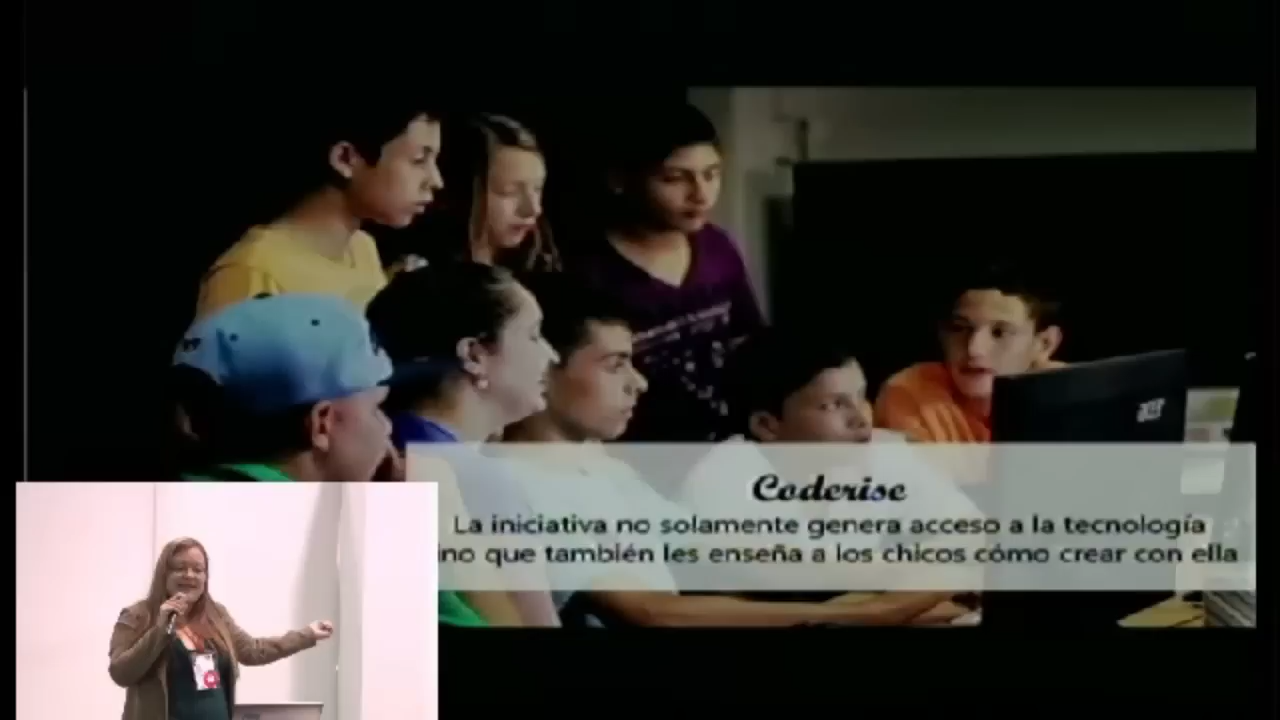 Coderise
La iniciativa no solamente genera acceso a la tecnología
ino que también les enseña a los chicos cómo crear con ella
acer